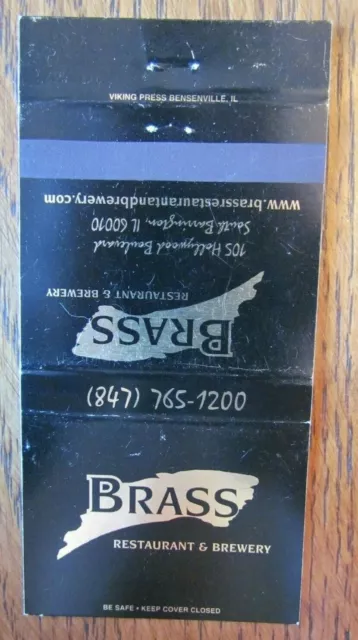 VIKING PRESS BENSENVILLE, IL
www.brassrestaurantandbrewery.com
South Barrington, IL 60010
105 Hollywood Boulevard
RESTAURANT & BREWERY
BRASS
(847) 765-1200
BRASS
RESTAURANT & BREWERY
BE SAFE • KEEP COVER CLOSED